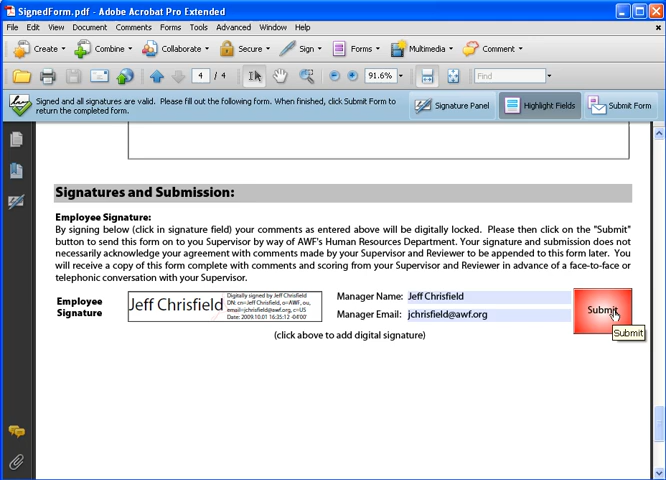 SignedForm.pdf - Adobe Acrobat Pro Extended
File Edit View Document Comments Forms Tools Advanced Window Help
Create Combine Collaborate Secure Sign Forms Multimedia Comment
4 / 4 91.6% Find
Signed and all signatures are valid. Please fill out the following form. When finished, click Submit Form to
return the completed form.
Signature Panel Highlight Fields Submit Form
Signatures and Submission:
Employee Signature:
By signing below (click in signature field) your comments as entered above will be digitally locked. Please then click on the "Submit"
button to send this form on to you Supervisor by way of AWF's Human Resources Department. Your signature and submission does not
necessarily acknowledge your agreement with comments made by your Supervisor and Reviewer to be appended to this form later. You
will receive a copy of this form complete with comments and scoring from your Supervisor and Reviewer in advance of a face-to-face or
telephonic conversation with your Supervisor.
Employee
Signature
Jeff Chrisfield
Digitally signed by Jeff Chrisfield
DN: cn=Jeff Chrisfield, o=AWF, ou,
email=jchrisfield@awf.org, c=US
Date: 2009.10.01 16:35:12 -04'00'
Manager Name: Jeff Chrisfield
Manager Email: jchrisfield@awf.org
Submit
Submit
(click above to add digital signature)